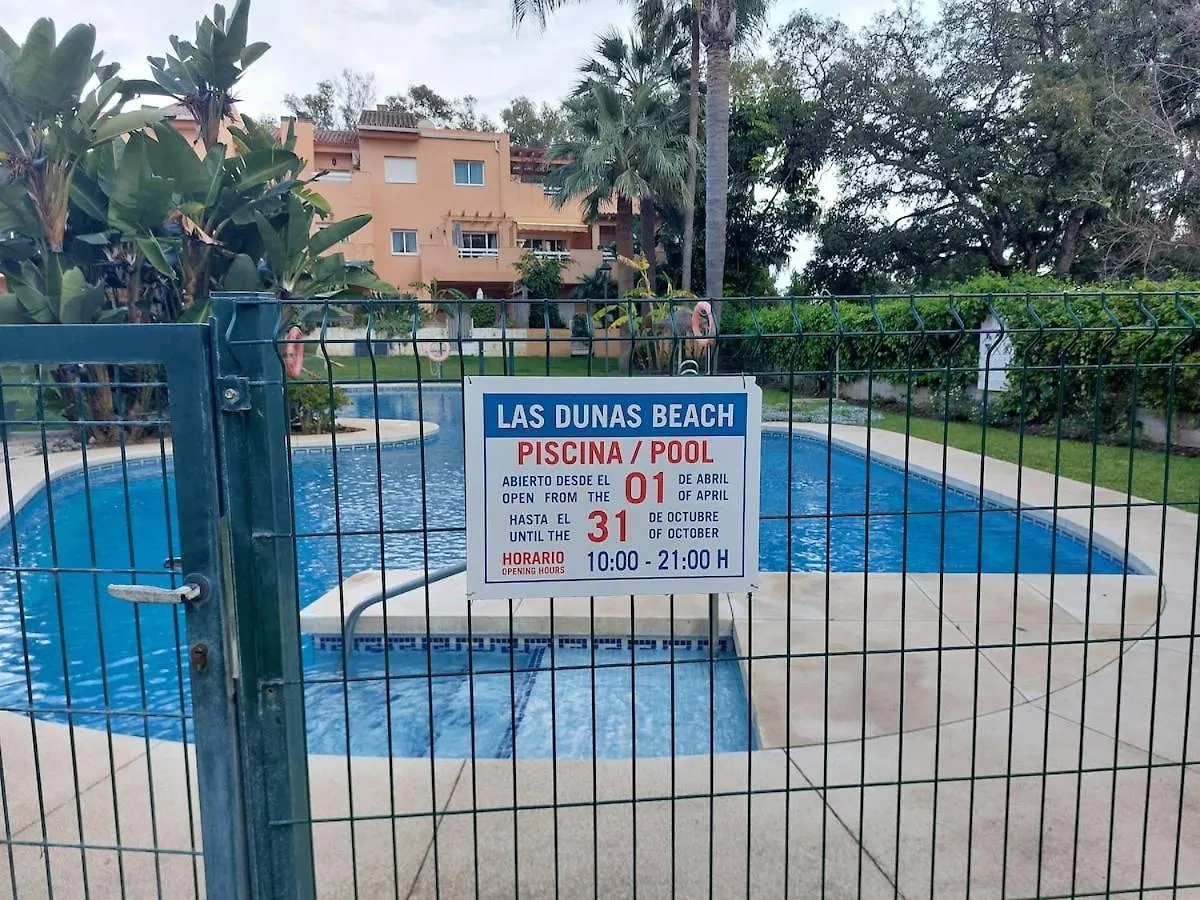 LAS DUNAS BEACH
PISCINA / POOL
ABIERTO DESDE EL 01 DE ABRIL
OPEN FROM THE OF APRIL
HASTA EL 31 DE OCTUBRE
UNTIL THE OF OCTOBER
HORARIO 10:00 - 21:00 H
OPENING HOURS